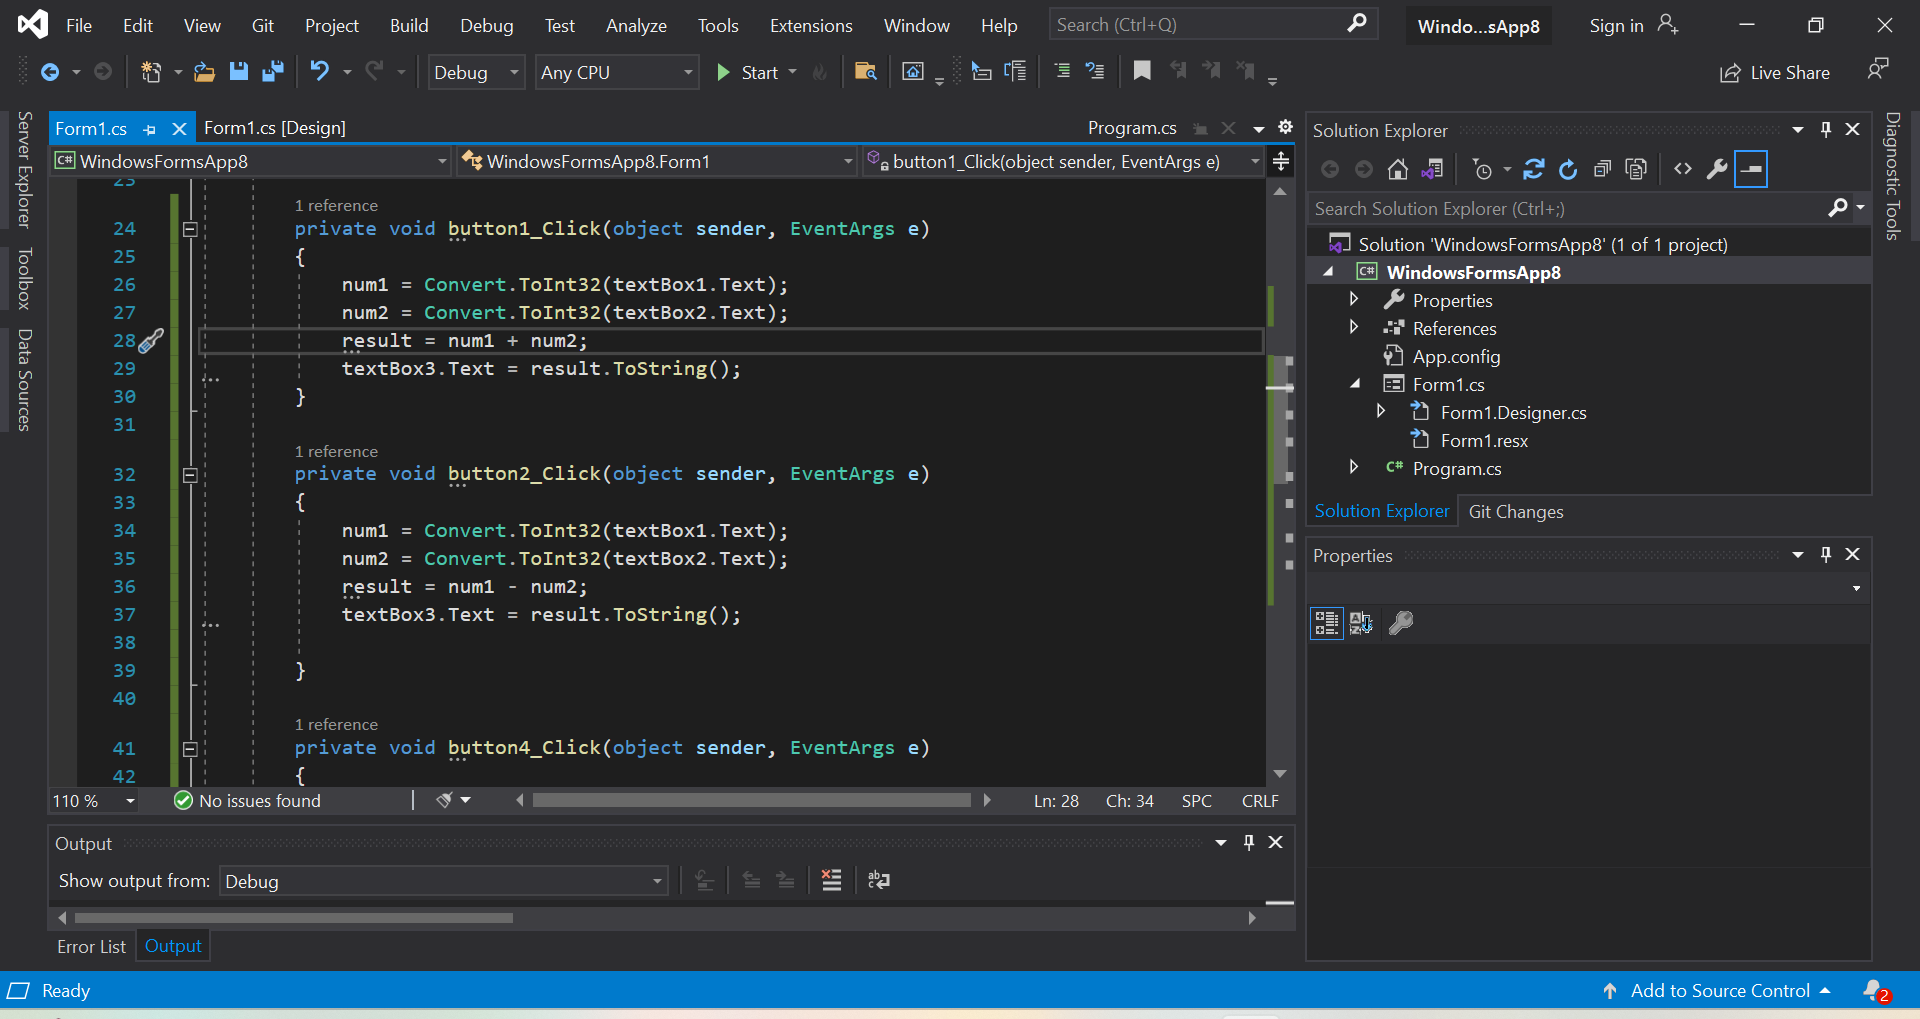 File Edit View Git Project Build Debug Test Analyze Tools Extensions Window Help Search (Ctrl+Q) Windo...sApp8 Sign in
Debug Any CPU Start Live Share
Server Explorer
Toolbox
Data Sources
Form1.cs Form1.cs [Design] Program.cs
C# WindowsFormsApp8 WindowsFormsApp8.Form1 button1_Click(object sender, EventArgs e)
23
1 reference
24 private void button1_Click(object sender, EventArgs e)
25 {
26 num1 = Convert.ToInt32(textBox1.Text);
27 num2 = Convert.ToInt32(textBox2.Text);
28 result = num1 + num2;
29 textBox3.Text = result.ToString();
30 }
31
1 reference
32 private void button2_Click(object sender, EventArgs e)
33 {
34 num1 = Convert.ToInt32(textBox1.Text);
35 num2 = Convert.ToInt32(textBox2.Text);
36 result = num1 - num2;
37 textBox3.Text = result.ToString();
38
39 }
40
1 reference
41 private void button4_Click(object sender, EventArgs e)
42 {
110 % No issues found Ln: 28 Ch: 34 SPC CRLF
Output
Show output from: Debug
Error List Output
Solution Explorer
Search Solution Explorer (Ctrl+;)
Solution 'WindowsFormsApp8' (1 of 1 project)
C# WindowsFormsApp8
Properties
References
App.config
Form1.cs
Form1.Designer.cs
Form1.resx
C# Program.cs
Solution Explorer Git Changes
Properties
Diagnostic Tools
Ready Add to Source Control 2